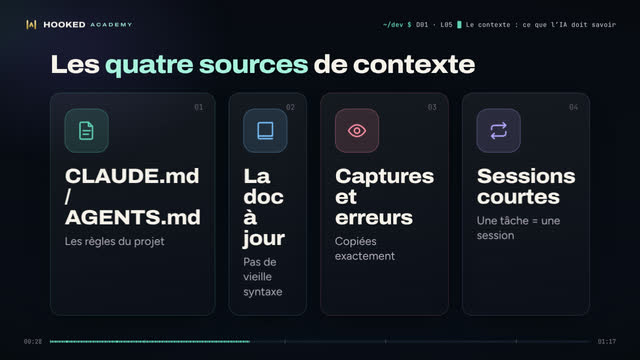 HOOKED ACADEMY
~/dev $ D01 · L05 Le contexte : ce que l'IA doit savoir
Les quatre sources de contexte
01
CLAUDE.md
/
AGENTS.md
Les règles du projet
02
La
doc
à
jour
Pas de
vieille
syntaxe
03
Captures
et
erreurs
Copiées
exactement
04
Sessions
courtes
Une tâche = une
session
00:28
01:17